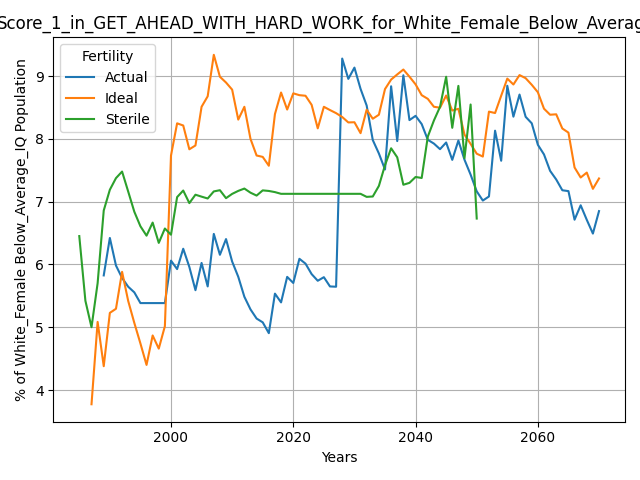 Score_1_in_GET_AHEAD_WITH_HARD_WORK_for_White_Female_Below_Averag
Fertility
Actual
Ideal
Sterile
% of White_Female Below_Average_IQ Population
9
8
7
6
5
4
2000
2020
2040
2060
Years